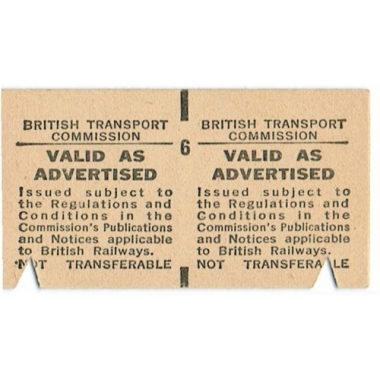 BRITISH TRANSPORT
COMMISSION
VALID AS
ADVERTISED
Issued subject to
the Regulations and
Conditions in the
Commission's Publications
and Notices applicable
to British Railways.
NOT TRANSFERABLE
6
BRITISH TRANSPORT
COMMISSION
VALID AS
ADVERTISED
Issued subject to
the Regulations and
Conditions in the
Commission's Publications
and Notices applicable
to British Railways.
NOT TRANSFERABLE